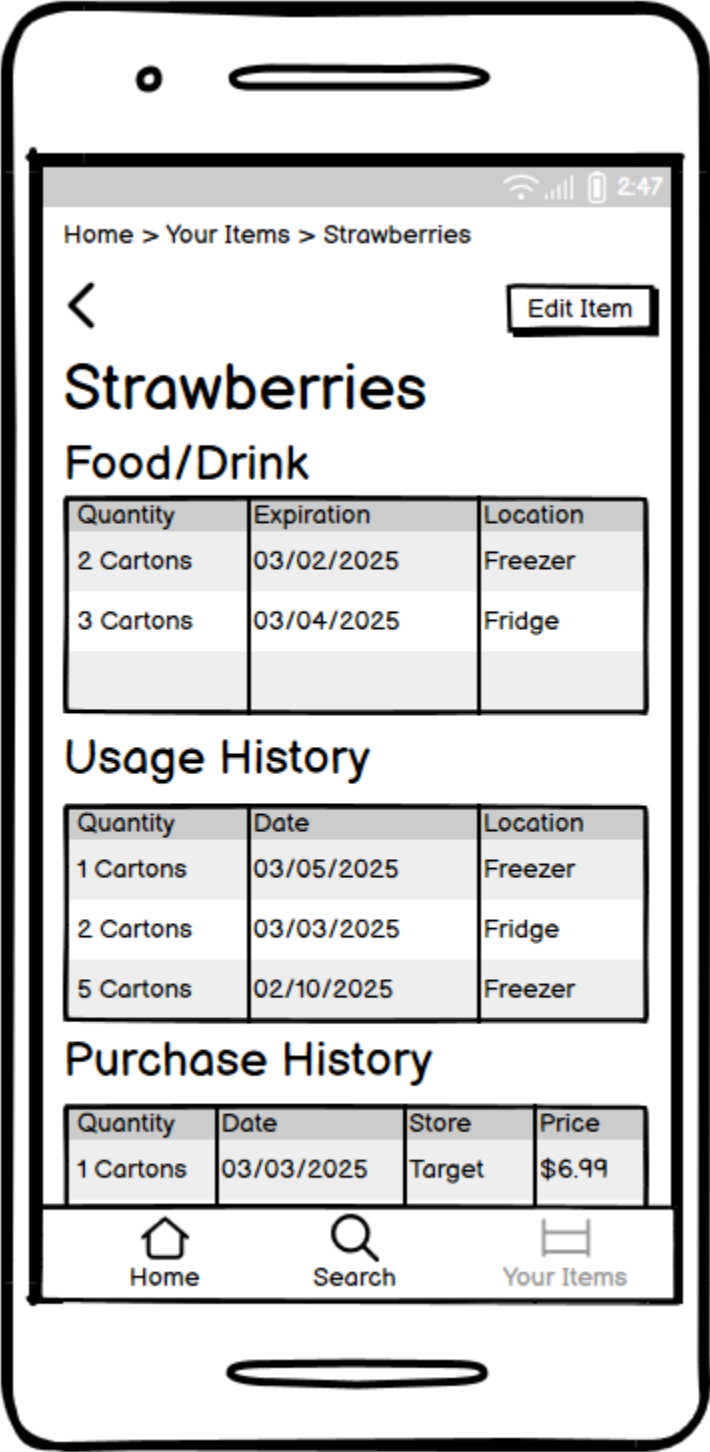 2:47
Home > Your Items > Strawberries
Edit Item
Strawberries
Food/Drink
Quantity Expiration Location
2 Cartons 03/02/2025 Freezer
3 Cartons 03/04/2025 Fridge
Usage History
Quantity Date Location
1 Cartons 03/05/2025 Freezer
2 Cartons 03/03/2025 Fridge
5 Cartons 02/10/2025 Freezer
Purchase History
Quantity Date Store Price
1 Cartons 03/03/2025 Target $6.99
Home Search Your Items